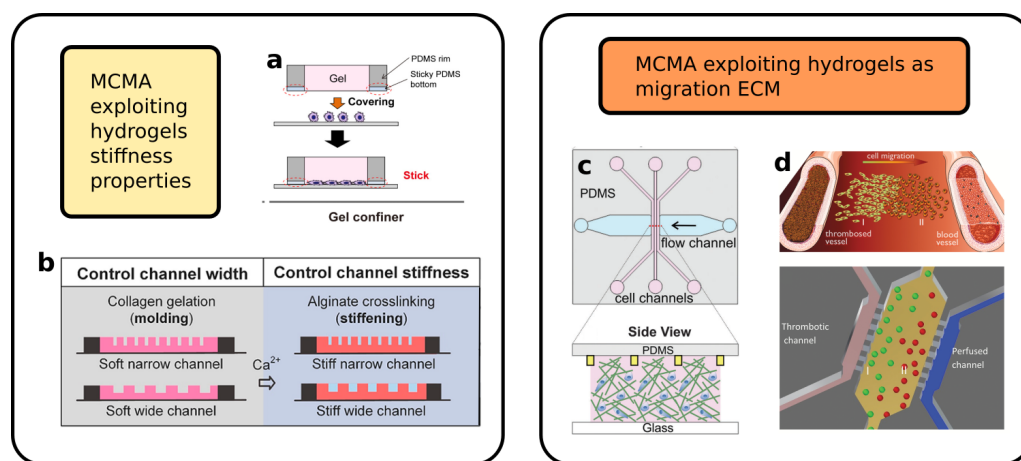 MCMA
exploiting
hydrogels
stiffness
properties
a
PDMS rim
Gel
Sticky PDMS
bottom
Covering
Stick
Gel confiner
b
Control channel width
Control channel stiffness
Collagen gelation
(molding)
Alginate crosslinking
(stiffening)
Soft narrow channel
Ca²⁺
Stiff narrow channel
Soft wide channel
Stiff wide channel
MCMA exploiting hydrogels as
migration ECM
c
PDMS
flow channel
cell channels
Side View
PDMS
Glass
d
cell migration
I
II
thrombosed
vessel
blood
vessel
Thrombotic
channel
I
II
Perfused
channel